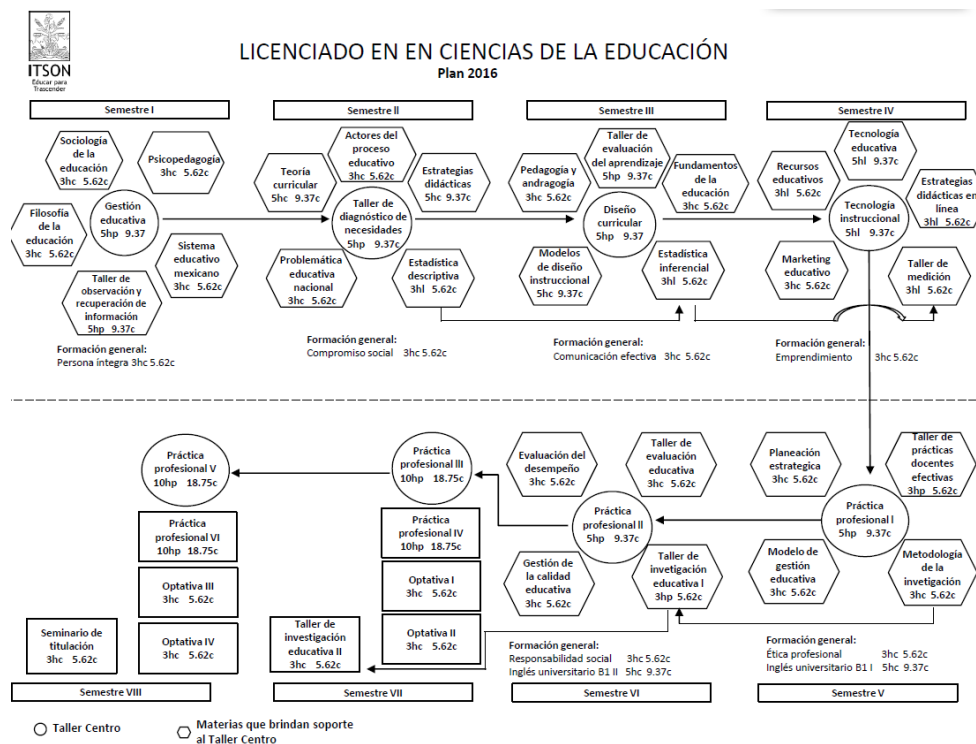 ITSON
Educar para
Trascender
LICENCIADO EN EN CIENCIAS DE LA EDUCACIÓN
Plan 2016
Semestre I
Semestre II
Semestre III
Semestre IV
Sociología
de la
educación
3hc 5.62c
Psicopedagogía
3hc 5.62c
Gestión
educativa
5hp 9.37
Filosofía
de la
educación
3hc 5.62c
Sistema
educativo
mexicano
3hc 5.62c
Taller de
observación y
recuperación de
información
5hp 9.37c
Formación general:
Persona íntegra 3hc 5.62c
Actores del
proceso
educativo
3hc 5.62c
Teoría
curricular
5hc 9.37c
Estrategias
didácticas
5hc 9.37c
Taller de
diagnóstico de
necesidades
5hp 9.37c
Problemática
educativa
nacional
3hc 5.62c
Estadística
descriptiva
3hl 5.62c
Formación general:
Compromiso social 3hc 5.62c
Taller de
evaluación
del aprendizaje
5hp 9.37c
Pedagogía y
andragogía
3hc 5.62c
Fundamentos
de la
educación
3hc 5.62c
Diseño
curricular
5hp 9.37
Modelos
de diseño
instruccional
5hc 9.37c
Estadística
inferencial
3hl 5.62c
Formación general:
Comunicación efectiva 3hc 5.62c
Tecnología
educativa
5hl 9.37c
Recursos
educativos
3hl 5.62c
Estrategias
didácticas en
línea
3hl 5.62c
Tecnología
instruccional
5hl 9.37c
Marketing
educativo
3hc 5.62c
Taller de
medición
3hl 5.62c
Formación general:
Emprendimiento 3hc 5.62c
Práctica
profesional V
10hp 18.75c
Práctica
profesional VI
10hp 18.75c
Optativa III
3hc 5.62c
Seminario de
titulación
3hc 5.62c
Optativa IV
3hc 5.62c
Práctica
profesional III
10hp 18.75c
Práctica
profesional IV
10hp 18.75c
Optativa I
3hc 5.62c
Taller de
investigación
educativa II
3hc 5.62c
Optativa II
3hc 5.62c
Evaluación del
desempeño
3hc 5.62c
Taller de
evaluación
educativa
3hc 5.62c
Práctica
profesional II
5hp 9.37c
Gestión de
la calidad
educativa
3hc 5.62c
Taller de
invetigación
educativa I
3hp 5.62c
Formación general:
Responsabilidad social 3hc 5.62c
Inglés universitario B1 II 5hc 9.37c
Planeación
estrategica
3hc 5.62c
Taller de
prácticas
docentes
efectivas
3hp 5.62c
Práctica
profesional I
5hp 9.37c
Modelo de
gestión
educativa
3hc 5.62c
Metodología
de la
invetigación
3hc 5.62c
Formación general:
Ética profesional 3hc 5.62c
Inglés universitario B1 I 5hc 9.37c
Semestre VIII
Semestre VII
Semestre VI
Semestre V
Taller Centro
Materias que brindan soporte
al Taller Centro